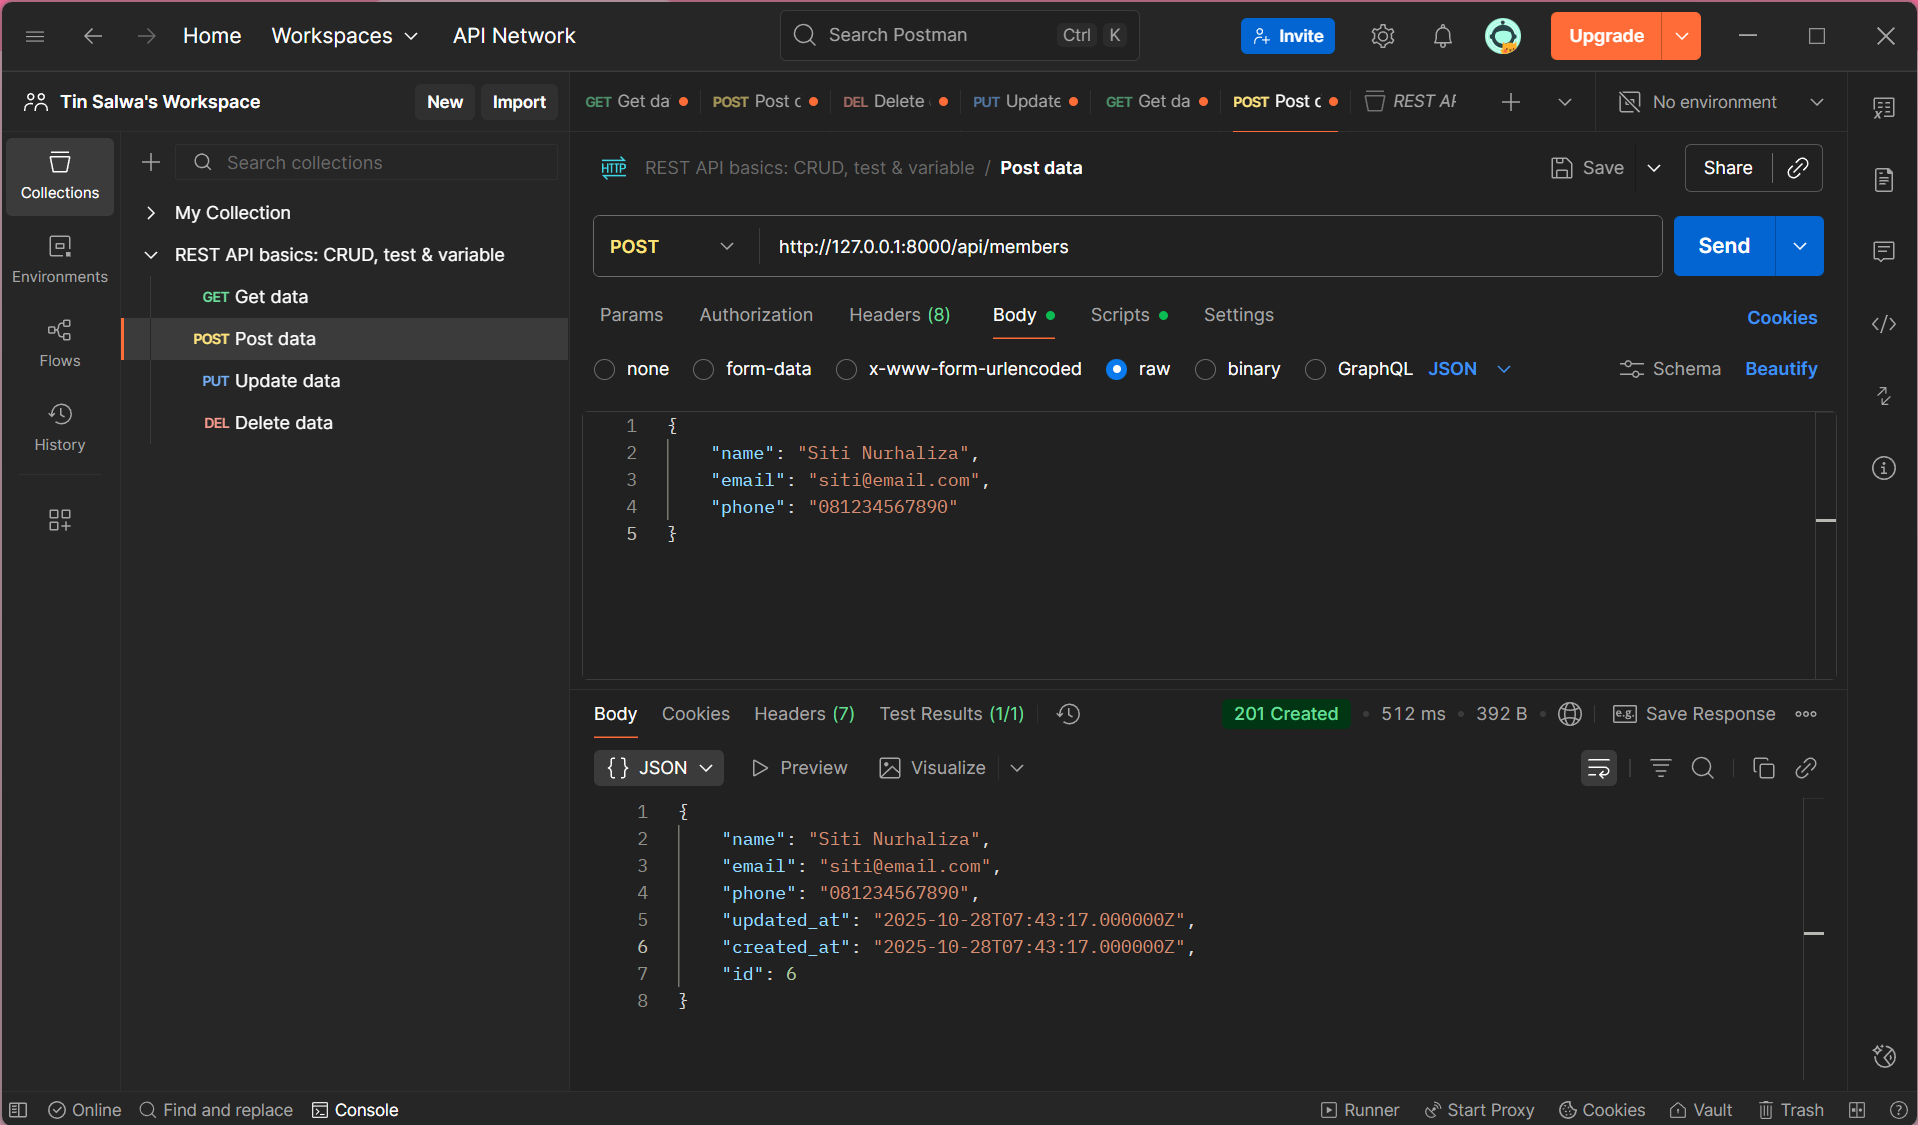 Home Workspaces API Network Search Postman Ctrl K Invite Upgrade
Tin Salwa's Workspace New Import
GET Get da POST Post c DEL Delete PUT Update GET Get da POST Post c REST AF No environment
Collections
Environments
Flows
History
Search collections
My Collection
REST API basics: CRUD, test & variable
GET Get data
POST Post data
PUT Update data
DEL Delete data
HTTP REST API basics: CRUD, test & variable / Post data Save Share
POST http://127.0.0.1:8000/api/members Send
Params Authorization Headers (8) Body Scripts Settings Cookies
none form-data x-www-form-urlencoded raw binary GraphQL JSON Schema Beautify
1 {
2 "name": "Siti Nurhaliza",
3 "email": "siti@email.com",
4 "phone": "081234567890"
5 }
Body Cookies Headers (7) Test Results (1/1) 201 Created 512 ms 392 B e.g. Save Response
{} JSON Preview Visualize
1 {
2 "name": "Siti Nurhaliza",
3 "email": "siti@email.com",
4 "phone": "081234567890",
5 "updated_at": "2025-10-28T07:43:17.000000Z",
6 "created_at": "2025-10-28T07:43:17.000000Z",
7 "id": 6
8 }
Online Find and replace Console Runner Start Proxy Cookies Vault Trash